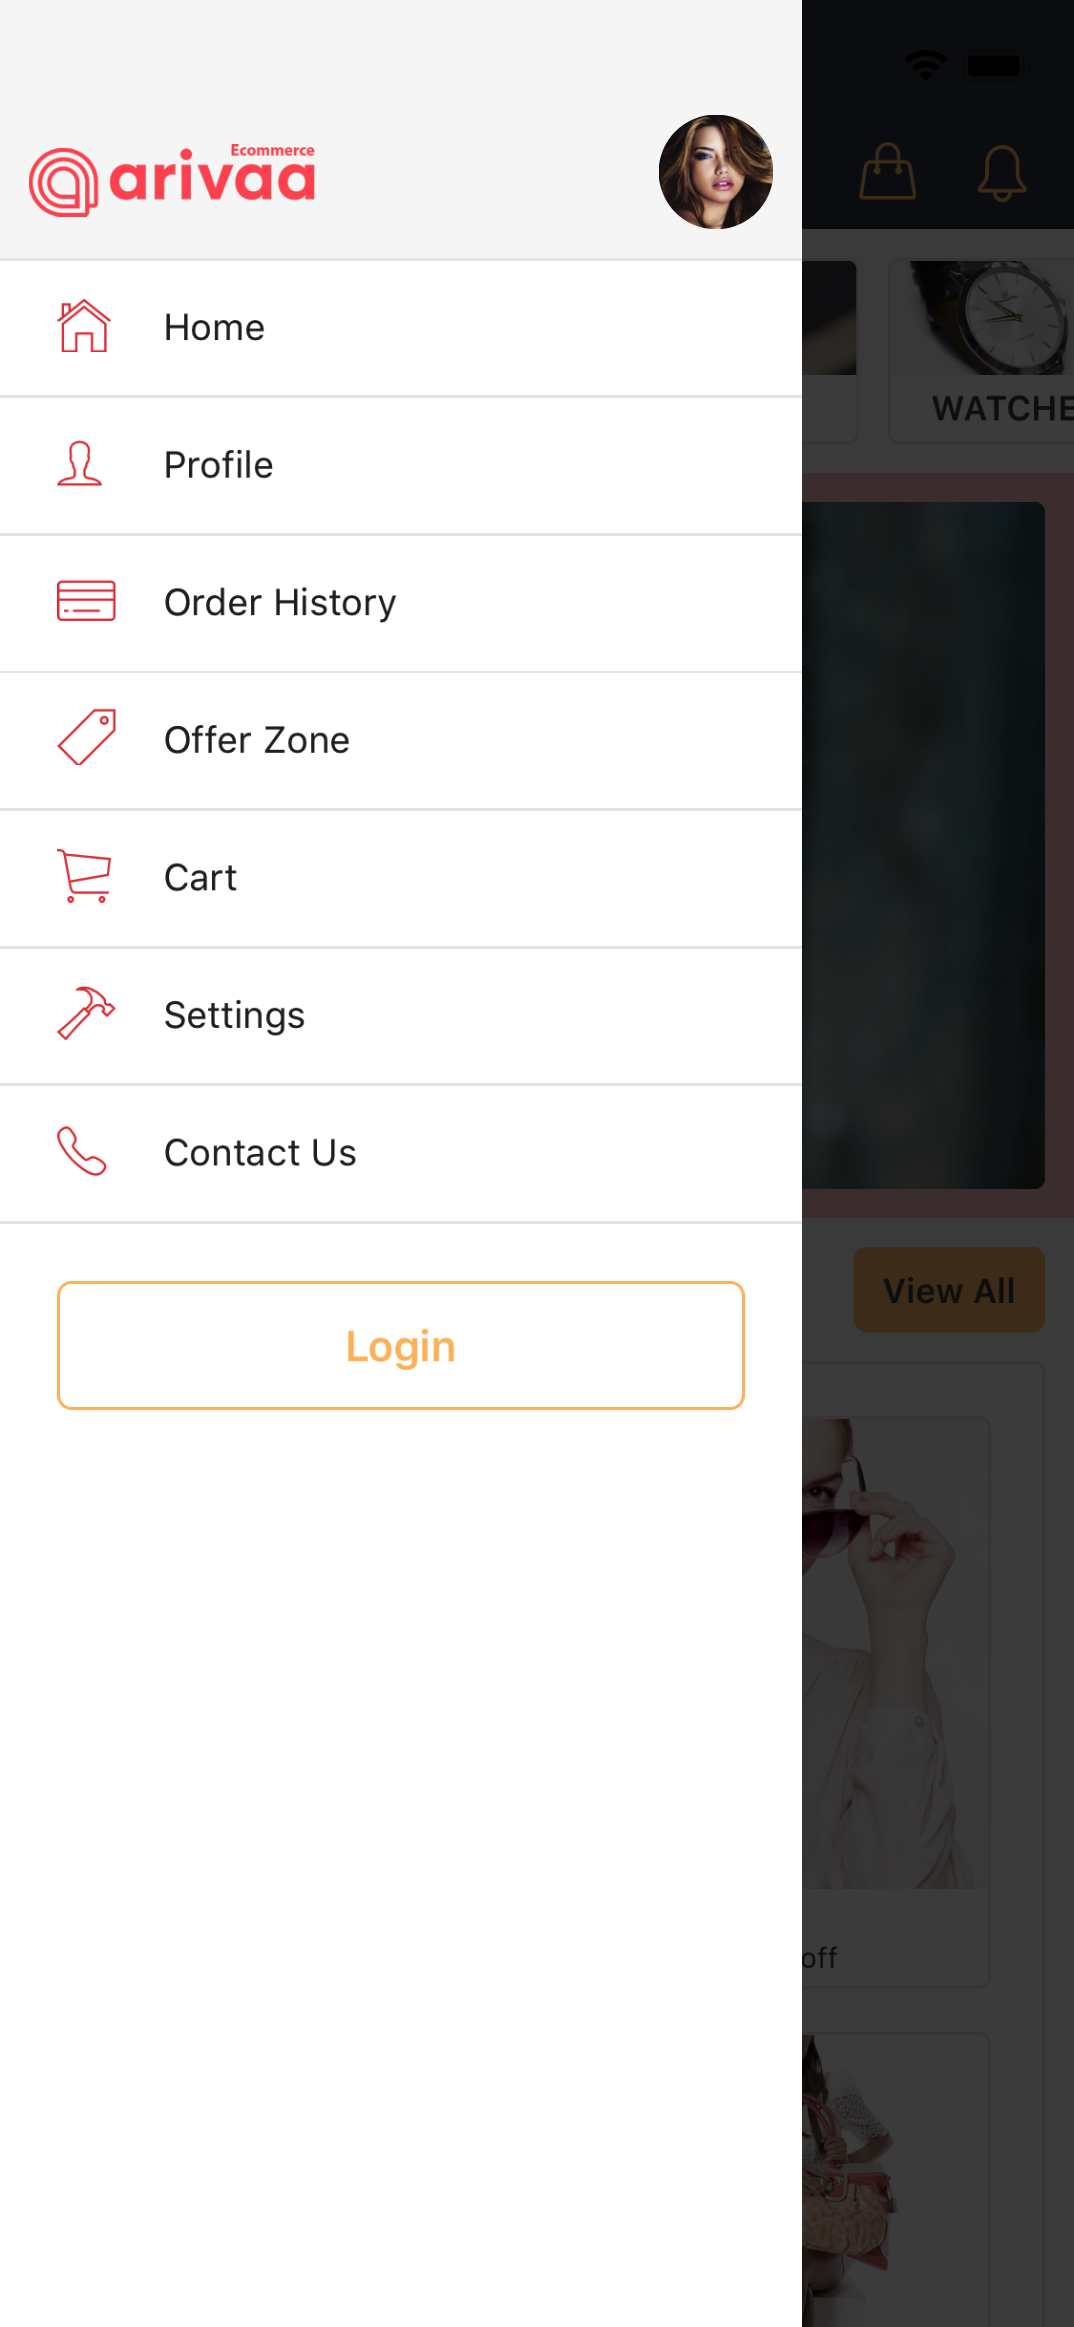 Ecommerce
arivaa
Home
WATCHE
Profile
Order History
Offer Zone
Cart
Settings
Contact Us
View All
Login
off